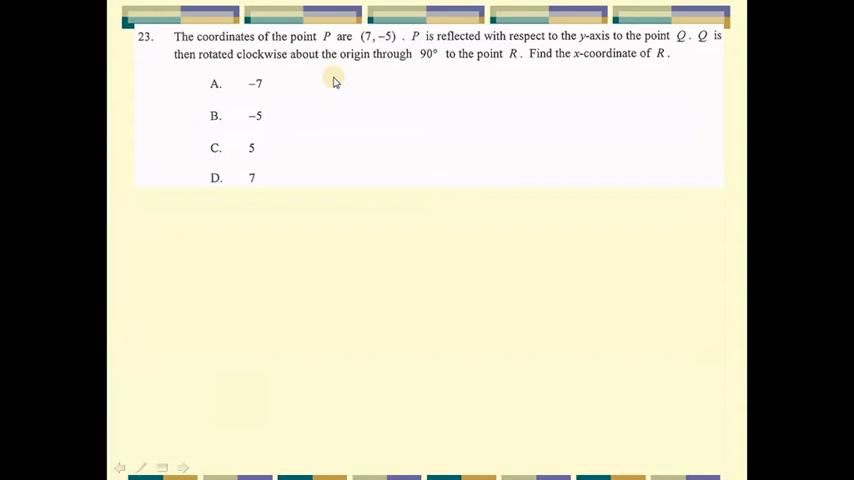 23. The coordinates of the point P are (7, −5) . P is reflected with respect to the y-axis to the point Q . Q is
then rotated clockwise about the origin through 90° to the point R . Find the x-coordinate of R .
A. −7
B. −5
C. 5
D. 7